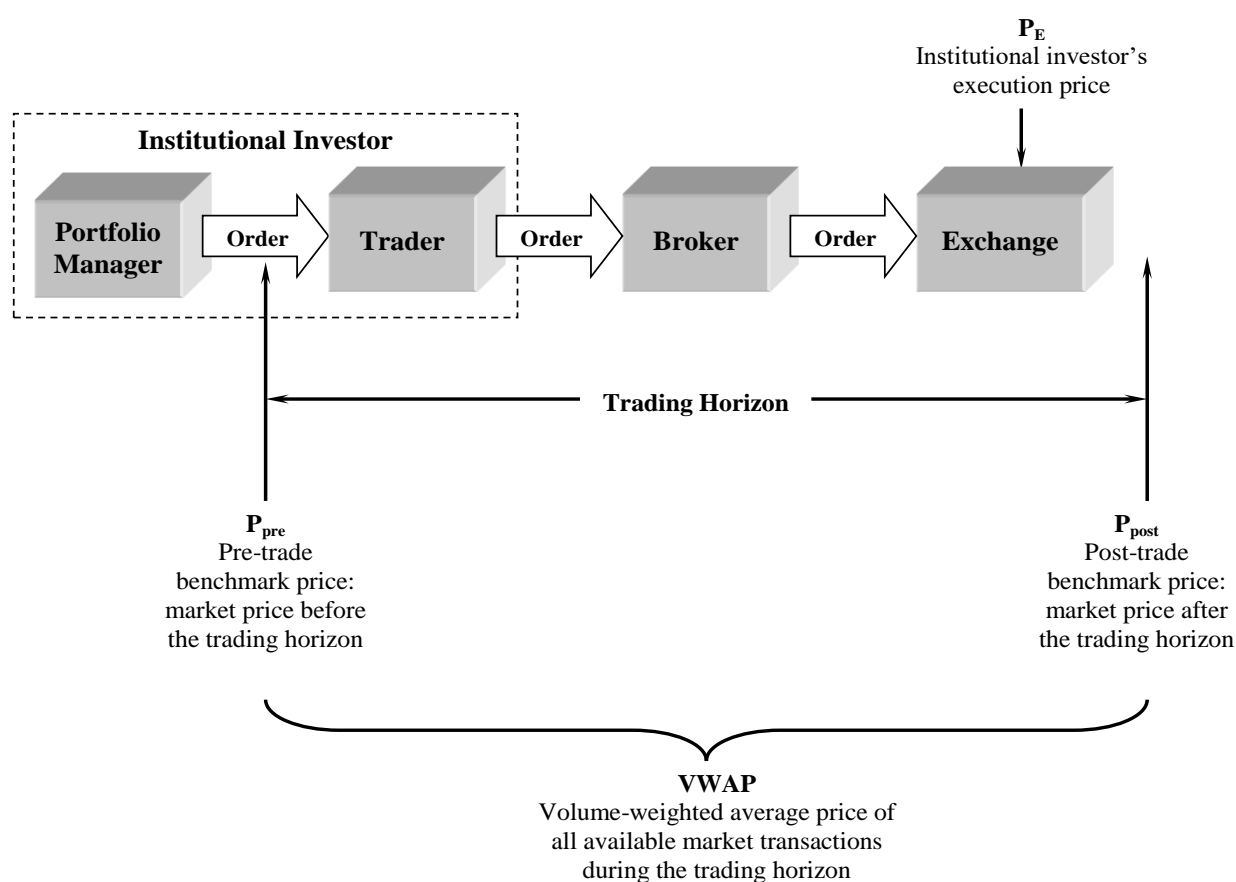 P_E
Institutional investor’s
execution price
Institutional Investor
Portfolio
Manager
Order
Trader
Order
Broker
Order
Exchange
Trading Horizon
P_pre
Pre-trade
benchmark price:
market price before
the trading horizon
P_post
Post-trade
benchmark price:
market price after
the trading horizon
VWAP
Volume-weighted average price of
all available market transactions
during the trading horizon